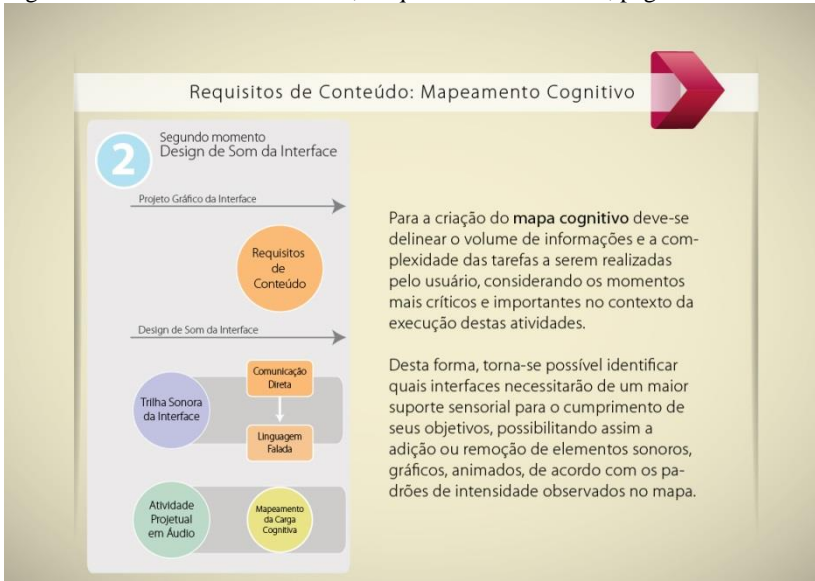 Requisitos de Conteúdo: Mapeamento Cognitivo
2
Segundo momento
Design de Som da Interface
Projeto Gráfico da Interface
Requisitos
de
Conteúdo
Design de Som da Interface
Trilha Sonora
da Interface
Comunicação
Direta
Linguagem
Falada
Atividade
Projetual
em Áudio
Mapeamento
da Carga
Cognitiva
Para a criação do mapa cognitivo deve-se
delinear o volume de informações e a com-
plexidade das tarefas a serem realizadas
pelo usuário, considerando os momentos
mais críticos e importantes no contexto da
execução destas atividades.
Desta forma, torna-se possível identificar
quais interfaces necessitarão de um maior
suporte sensorial para o cumprimento de
seus objetivos, possibilitando assim a
adição ou remoção de elementos sonoros,
gráficos, animados, de acordo com os pa-
drões de intensidade observados no mapa.